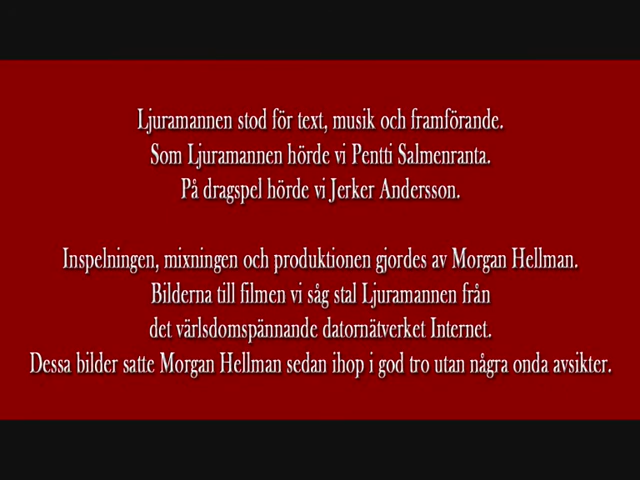 Ljuramannen stod för text, musik och framförande.
Som Ljuramannen hörde vi Pentti Salmenranta.
På dragspel hörde vi Jerker Andersson.
Inspelningen, mixningen och produktionen gjordes av Morgan Hellman.
Bilderna till filmen vi såg stal Ljuramannen från
det värlsdomspännande datornätverket Internet.
Dessa bilder satte Morgan Hellman sedan ihop i god tro utan några onda avsikter.